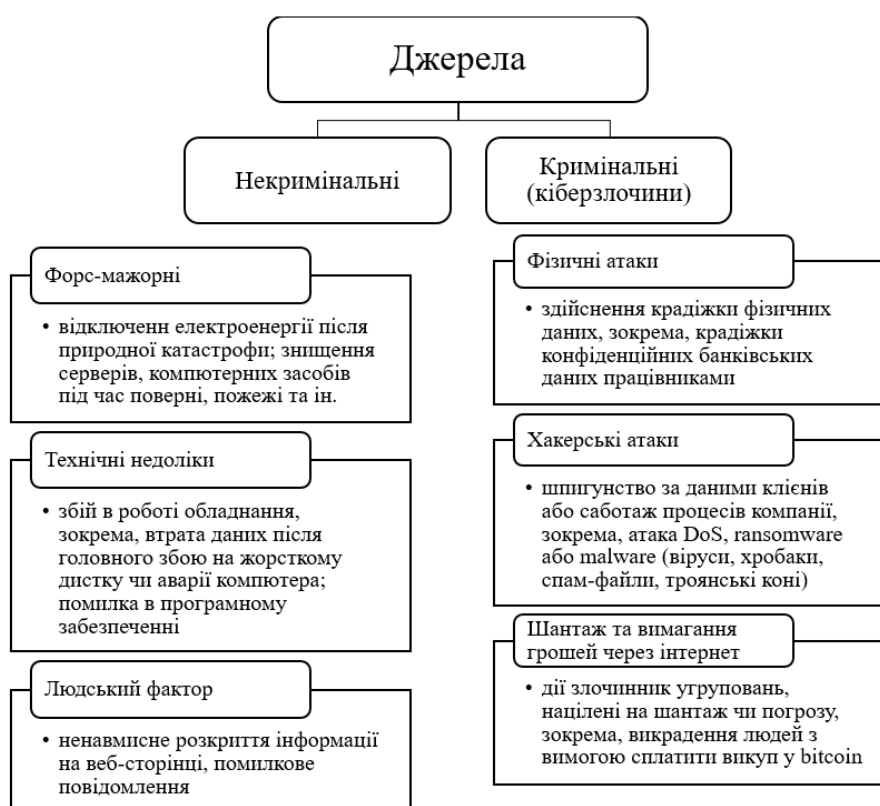 Джерела
Некримінальні
Кримінальні
(кіберзлочини)
Форс-мажорні
• відключенн електроенергії після
природної катастрофи; знищення
серверів, компютерних засобів
під час поверні, пожежі та ін.
Технічні недоліки
• збій в роботі обладнання,
зокрема, втрата даних після
головного збою на жорсткому
дистку чи аварії компютера;
помилка в програмному
забезпеченні
Людський фактор
• ненавмисне розкриття інформації
на веб-сторінці, помилкове
повідомлення
Фізичні атаки
• здійснення крадіжки фізичних
даних, зокрема, крадіжки
конфіденційних банківських
даних працівниками
Хакерські атаки
• шпигунство за даними клієнів
або саботаж процесів компанії,
зокрема, атака DoS, ransomware
або malware (віруси, хробаки,
спам-файли, троянські коні)
Шантаж та вимагання
грошей через інтернет
• дії злочинник угруповань,
націлені на шантаж чи погрозу,
зокрема, викрадення людей з
вимогою сплатити викуп у bitcoin